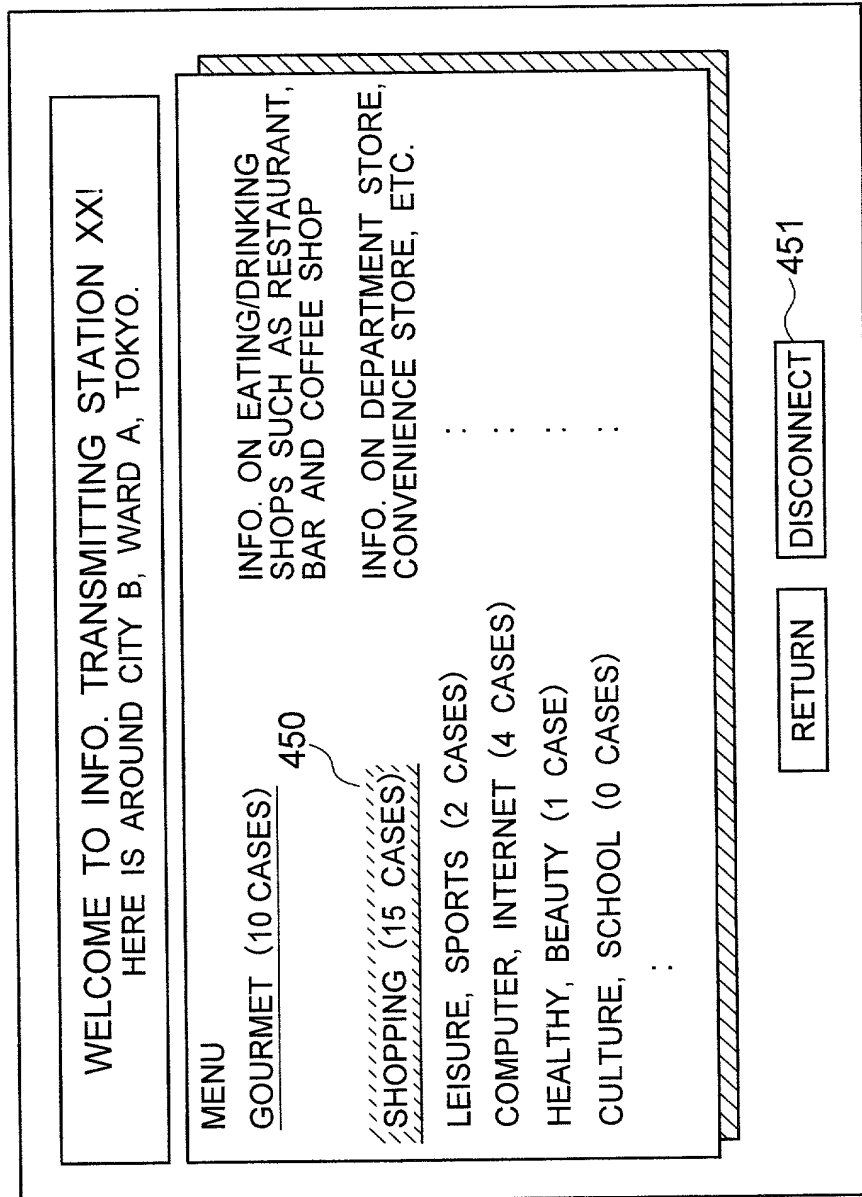 WELCOME TO INFO. TRANSMITTING STATION XX!
HERE IS AROUND CITY B, WARD A, TOKYO.
MENU
GOURMET (10 CASES)
INFO. ON EATING/DRINKING
SHOPS SUCH AS RESTAURANT,
BAR AND COFFEE SHOP
450
SHOPPING (15 CASES)
INFO. ON DEPARTMENT STORE,
CONVENIENCE STORE, ETC.
LEISURE, SPORTS (2 CASES) :
COMPUTER, INTERNET (4 CASES) :
HEALTHY, BEAUTY (1 CASE) :
CULTURE, SCHOOL (0 CASES) :
:
RETURN
DISCONNECT
451